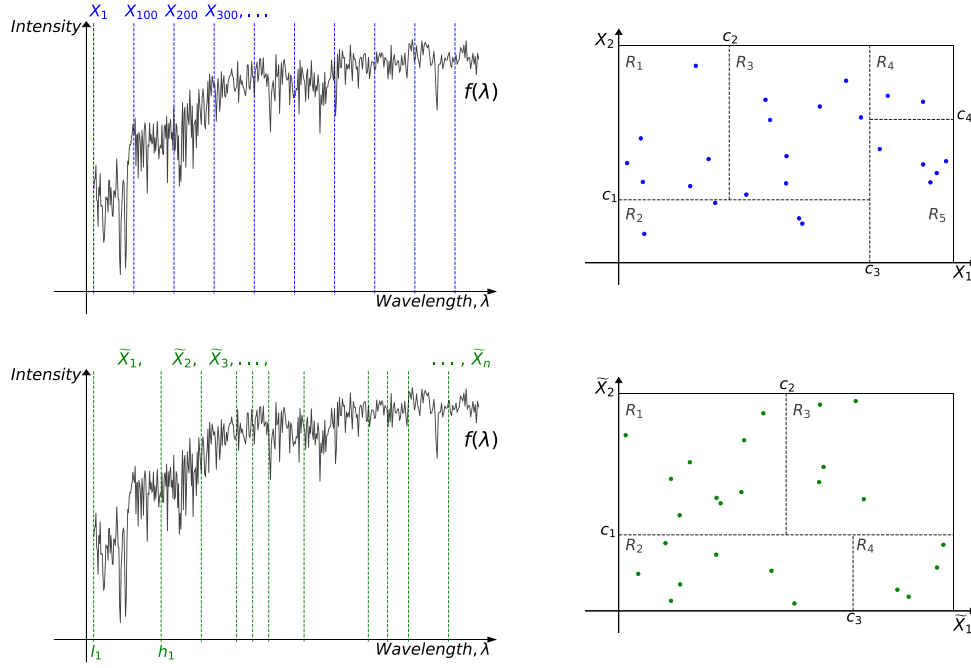 X₁ X₁₀₀ X₂₀₀ X₃₀₀, . . .
Intensity
f(λ)
Wavelength, λ
X₂ c₂
R₁ R₃ R₄
c₄
c₁
R₂ R₅
c₃ X₁
X̃₁, X̃₂, X̃₃, . . . , . . . , X̃ₙ
Intensity
f(λ)
l₁ h₁ Wavelength, λ
X̃₂ c₂
R₁ R₃
c₁
R₂ R₄
c₃ X̃₁